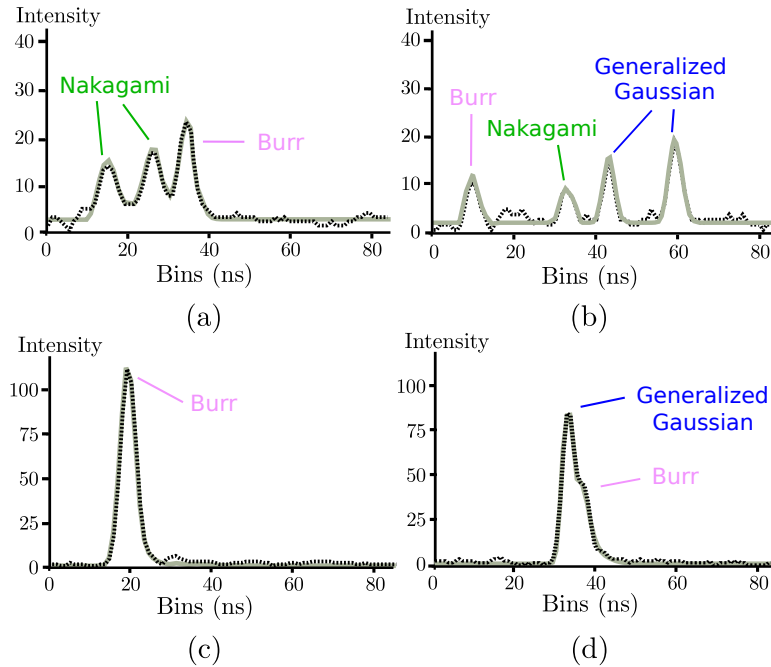 Intensity
40
30
20
10
0
Nakagami
Burr
0 20 40 60 80
Bins (ns)
(a)
Intensity
40
30
20
10
0
Burr
Nakagami
Generalized
Gaussian
0 20 40 60 80
Bins (ns)
(b)
Intensity
100
75
50
25
0
Burr
0 20 40 60 80
Bins (ns)
(c)
Intensity
100
75
50
25
0
Generalized
Gaussian
Burr
0 20 40 60 80
Bins (ns)
(d)